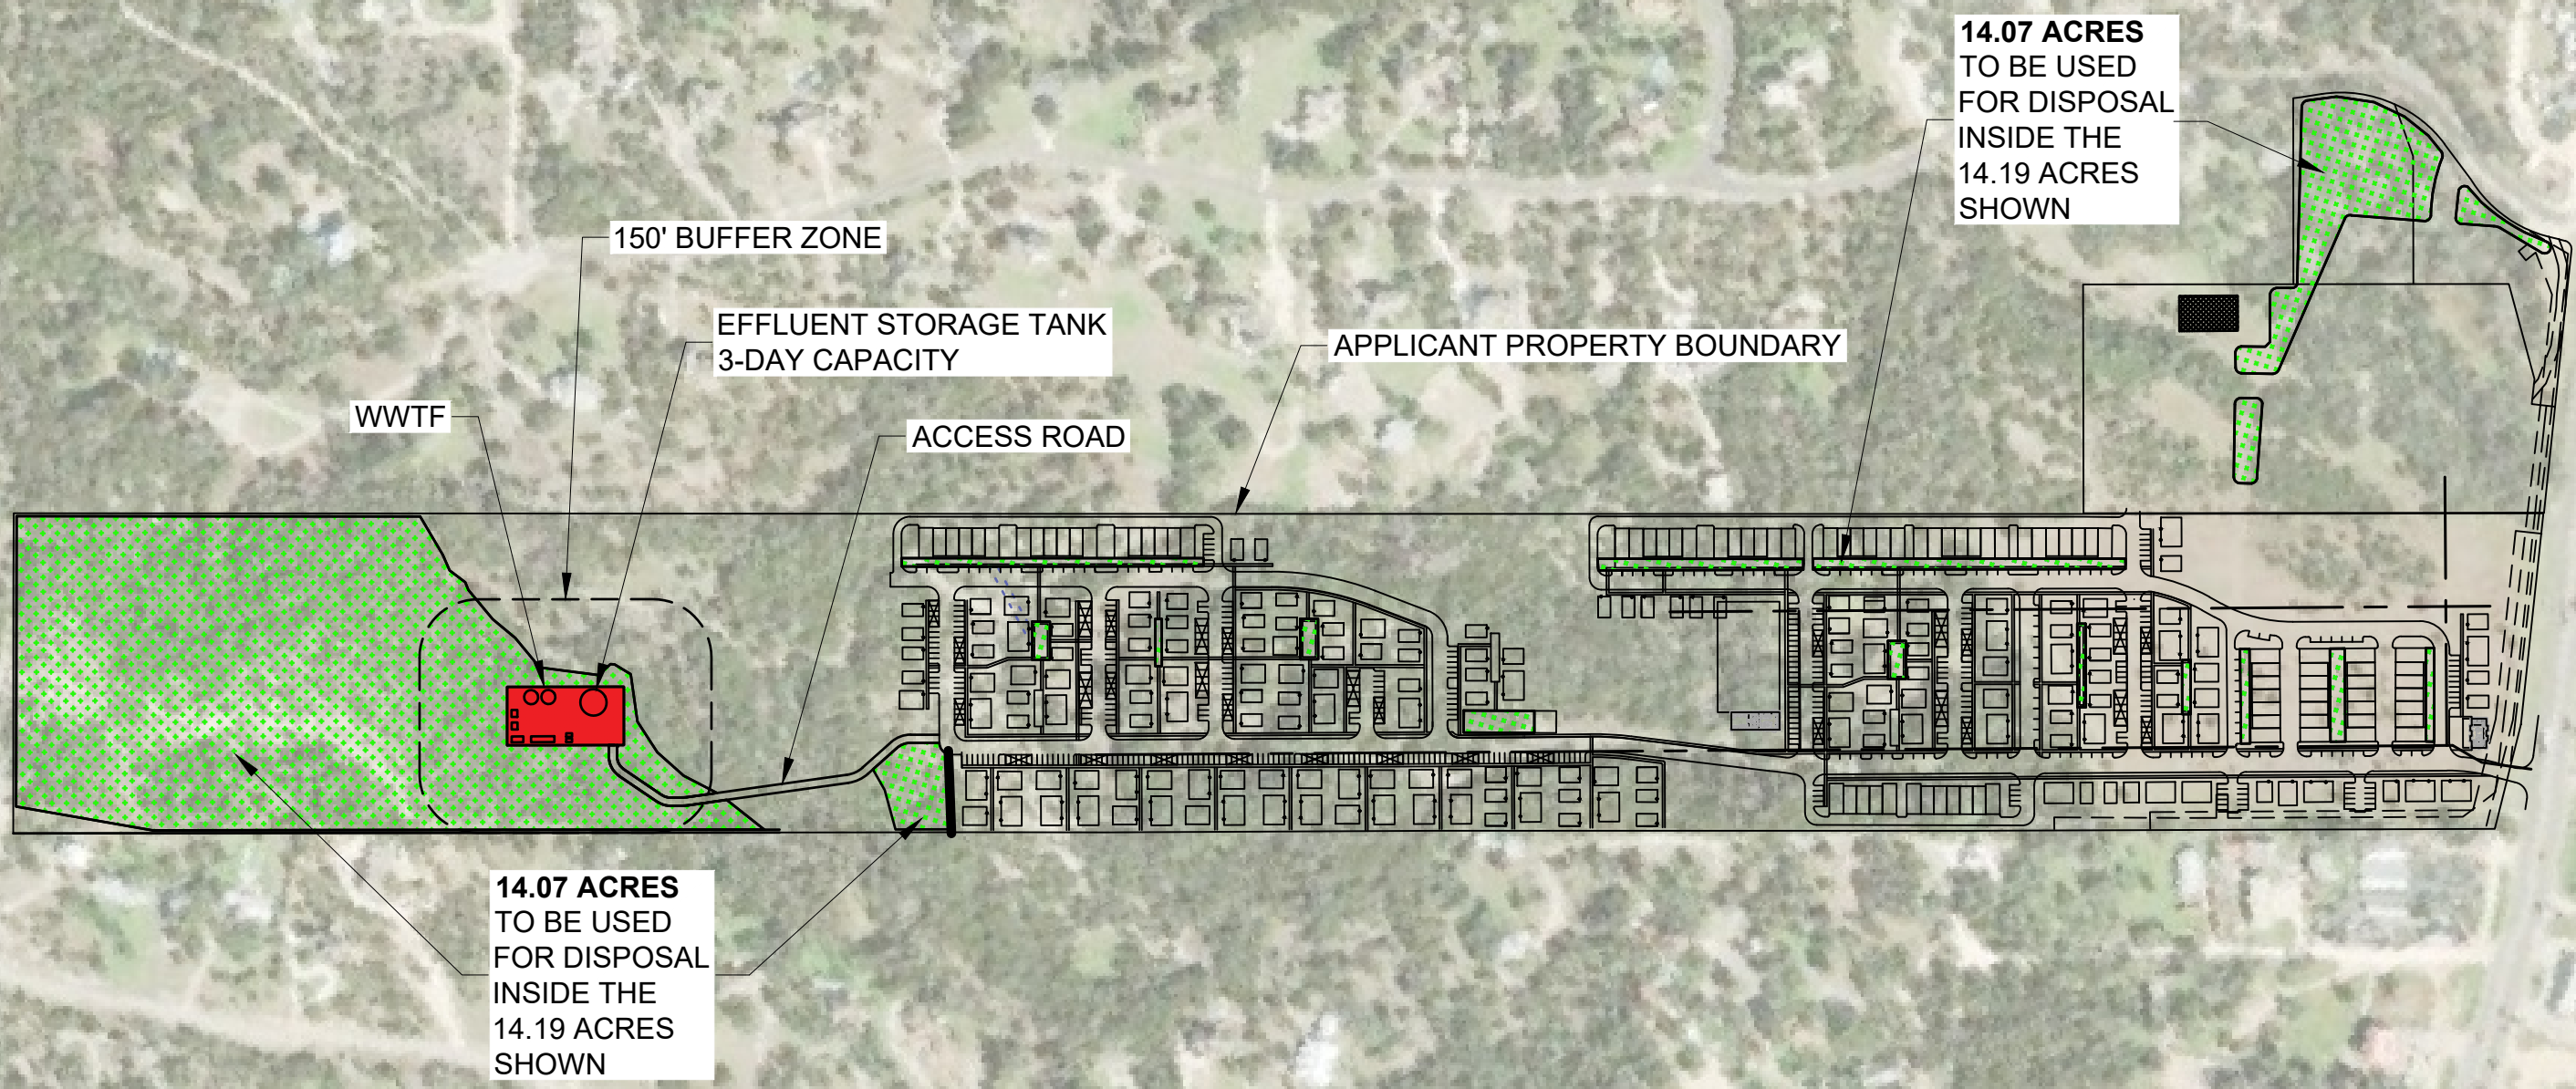 14.07 ACRES
TO BE USED
FOR DISPOSAL
INSIDE THE
14.19 ACRES
SHOWN
150' BUFFER ZONE
EFFLUENT STORAGE TANK
3-DAY CAPACITY
APPLICANT PROPERTY BOUNDARY
WWTF
ACCESS ROAD
14.07 ACRES
TO BE USED
FOR DISPOSAL
INSIDE THE
14.19 ACRES
SHOWN